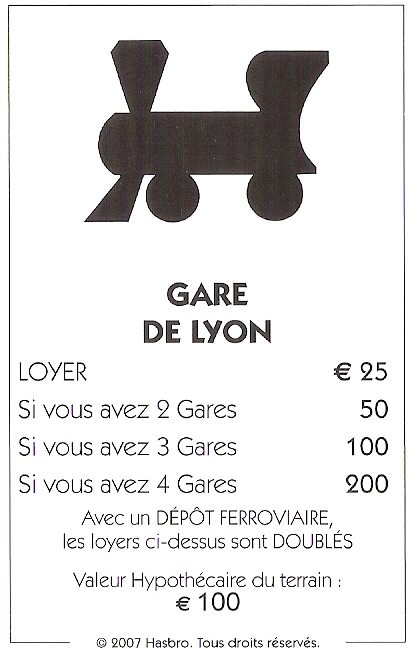 GARE
DE LYON
LOYER € 25
Si vous avez 2 Gares 50
Si vous avez 3 Gares 100
Si vous avez 4 Gares 200
Avec un DÉPÔT FERROVIAIRE,
les loyers ci-dessus sont DOUBLÉS
Valeur Hypothécaire du terrain :
€ 100
© 2007 Hasbro. Tous droits réservés.